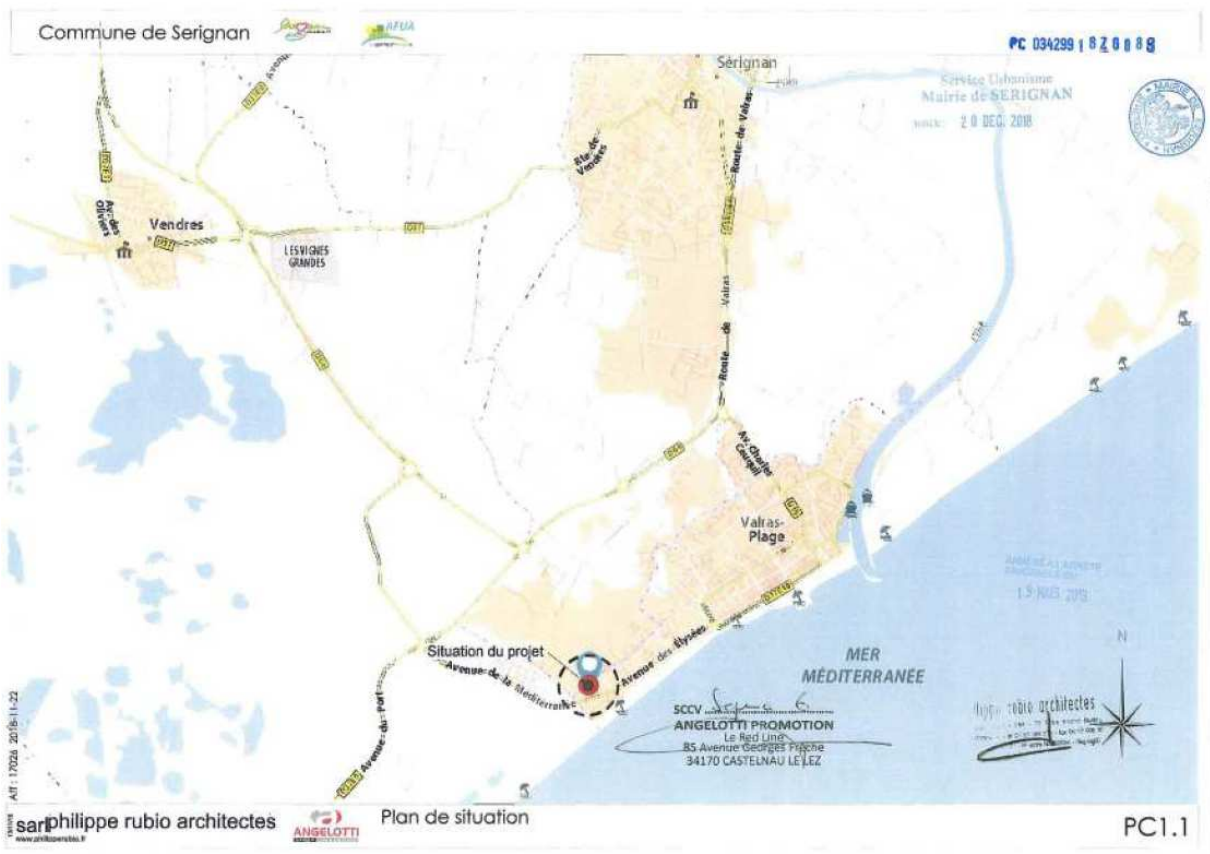 Commune de Serignan
AFUA
PC 034299 18Z0088
Sérignan
Service Urbanisme
Mairie de SERIGNAN
20 DEC. 2018
Rte de
Vendres
Route de Valras
Av. des
Oliviers
Vendres
LES VIGNES
GRANDES
Route de Valras
D64
Av. Charles
Cauquil
Valras-
Plage
MER
MÉDITERRANÉE
N
Situation du projet
Avenue de la Méditerranée
Avenue des Élysées
Avenue du Port
SCCV
ANGELOTTI PROMOTION
Le Red Line
85 Avenue Georges Frêche
34170 CASTELNAU LE LEZ
rubio architectes
Aff : 17026 2018-11-22
sarl philippe rubio architectes
www.philipperubio.fr
ANGELOTTI
Plan de situation
PC1.1